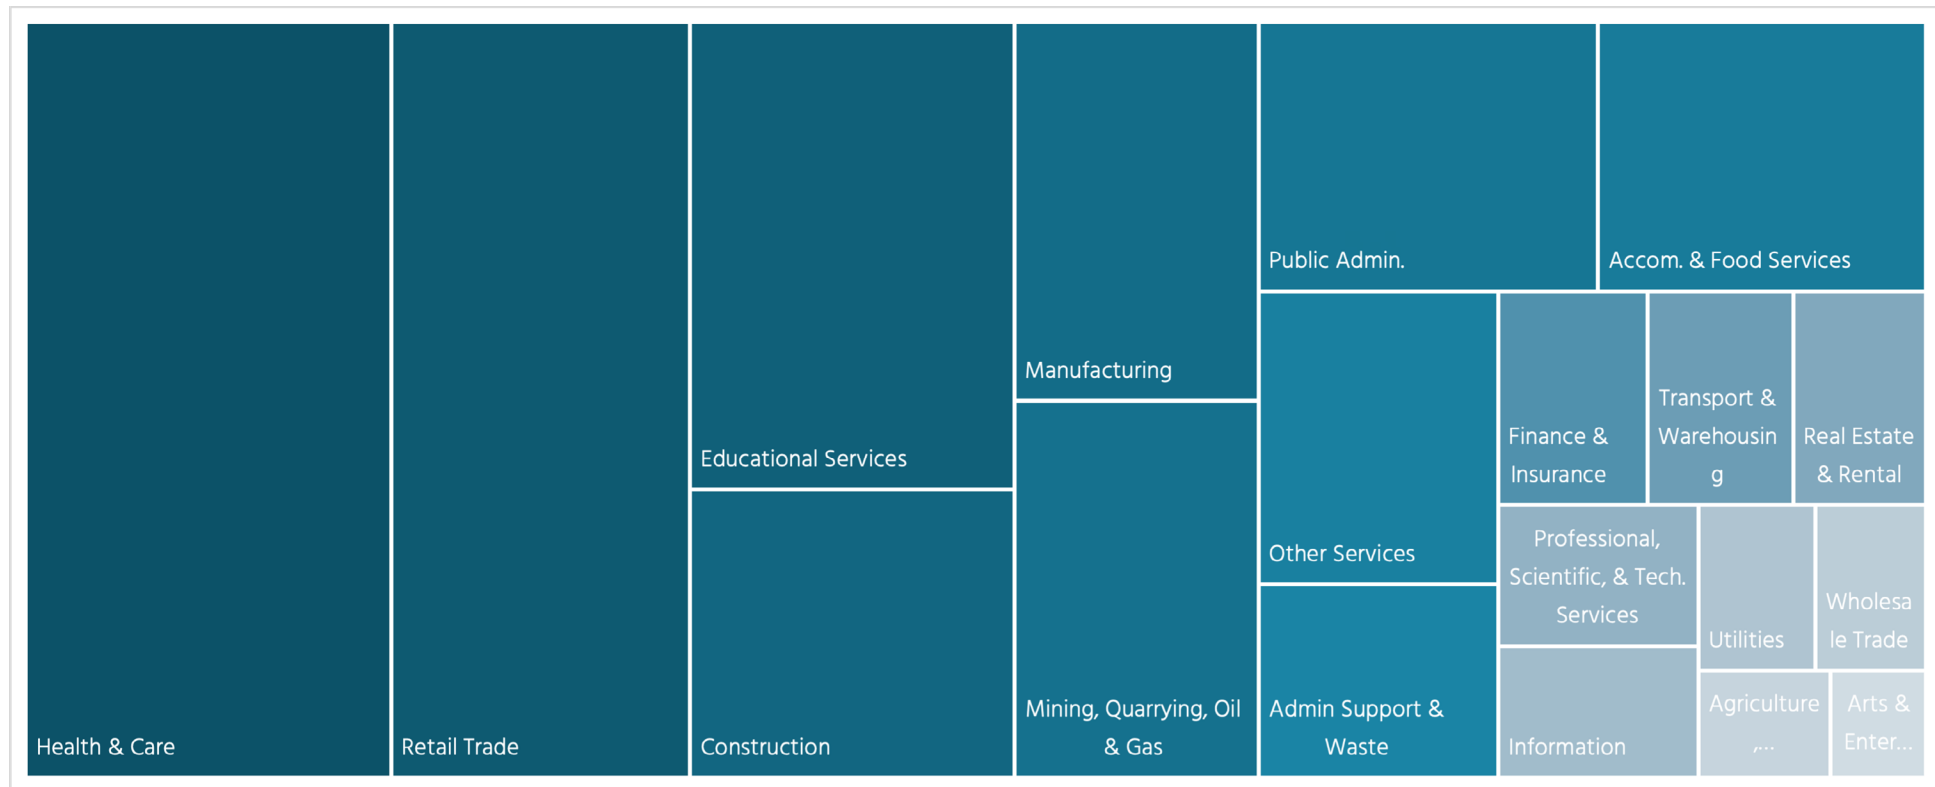 Health & Care
Retail Trade
Educational Services
Construction
Manufacturing
Mining, Quarrying, Oil
& Gas
Public Admin.
Accom. & Food Services
Other Services
Admin Support &
Waste
Finance &
Insurance
Transport &
Warehousin
g
Real Estate
& Rental
Professional,
Scientific, & Tech.
Services
Information
Utilities
Wholesa
le Trade
Agriculture
,...
Arts &
Enter...